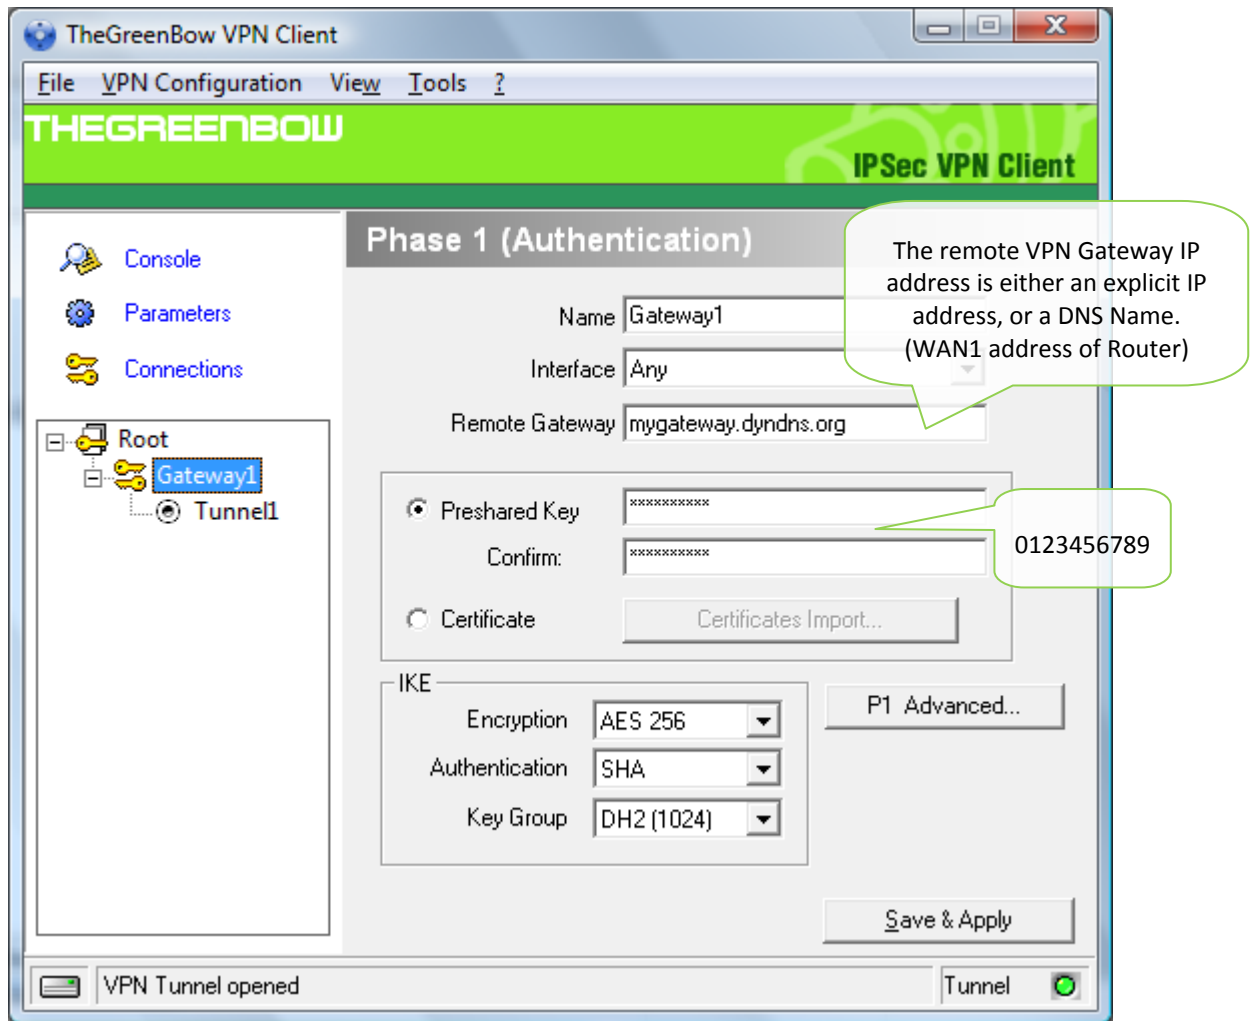 TheGreenBow VPN Client
File VPN Configuration View Tools ?
THEGREENBOW
IPSec VPN Client
Console
Parameters
Connections
Root
Gateway1
Tunnel1
Phase 1 (Authentication)
The remote VPN Gateway IP
address is either an explicit IP
address, or a DNS Name.
(WAN1 address of Router)
Name Gateway1
Interface Any
Remote Gateway mygateway.dyndns.org
Preshared Key **********
0123456789
Confirm: **********
Certificate Certificates Import...
IKE
Encryption AES 256
Authentication SHA
Key Group DH2 (1024)
P1 Advanced...
Save & Apply
VPN Tunnel opened
Tunnel